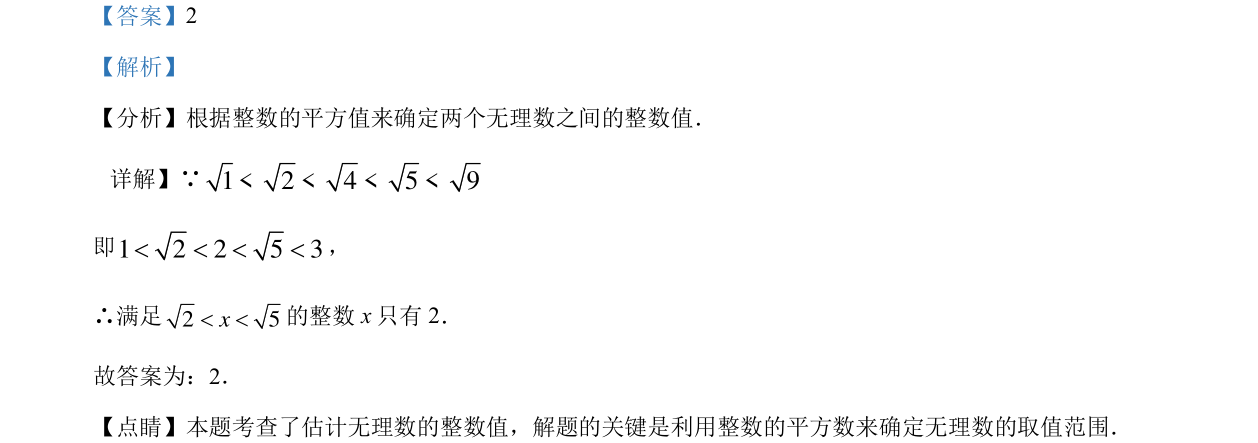 【答案】2
【解析】
【分析】根据整数的平方值来确定两个无理数之间的整数值．
详解】∵√1 < √2 < √4 < √5 < √9
即1 < √2 < 2 < √5 < 3，
∴满足√2 < x < √5的整数 x 只有 2．
故答案为：2．
【点睛】本题考查了估计无理数的整数值，解题的关键是利用整数的平方数来确定无理数的取值范围．